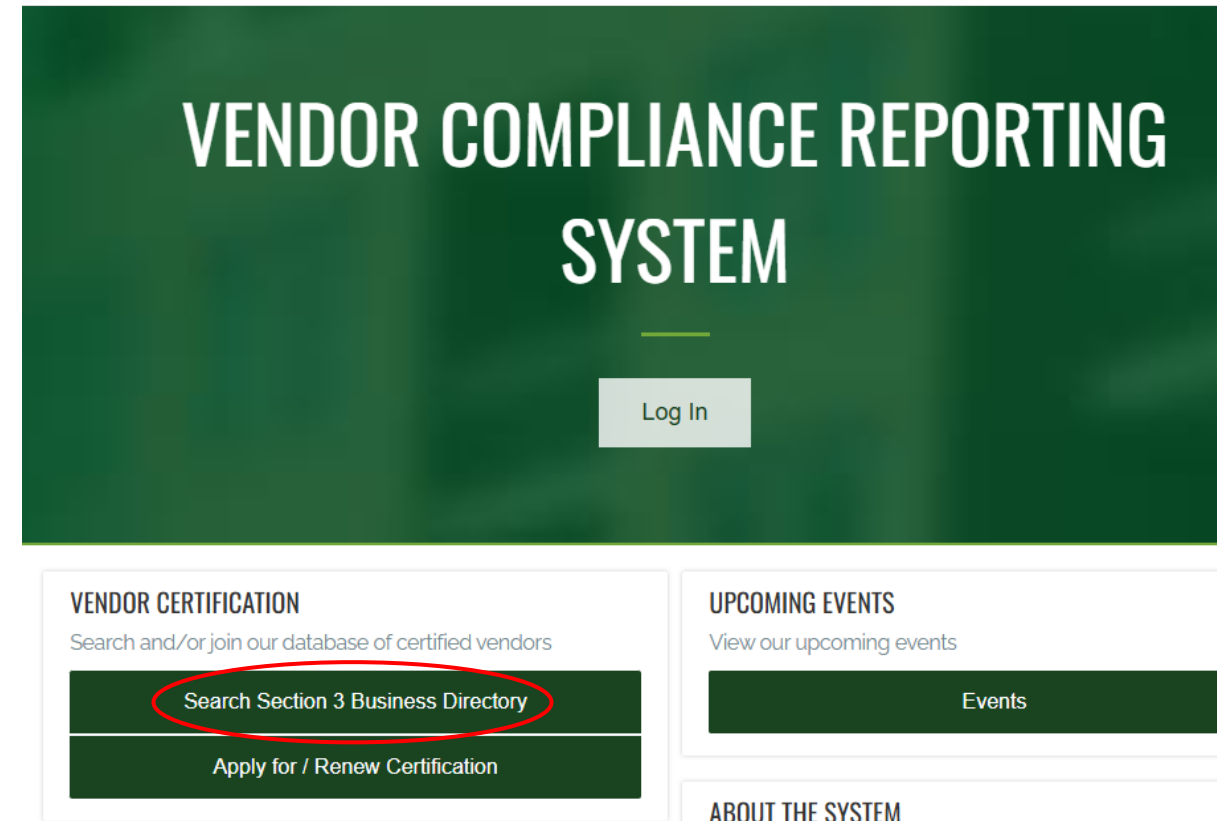 VENDOR COMPLIANCE REPORTING
SYSTEM
Log In
VENDOR CERTIFICATION
Search and/or join our database of certified vendors
Search Section 3 Business Directory
Apply for / Renew Certification
UPCOMING EVENTS
View our upcoming events
Events
ABOUT THE SYSTEM